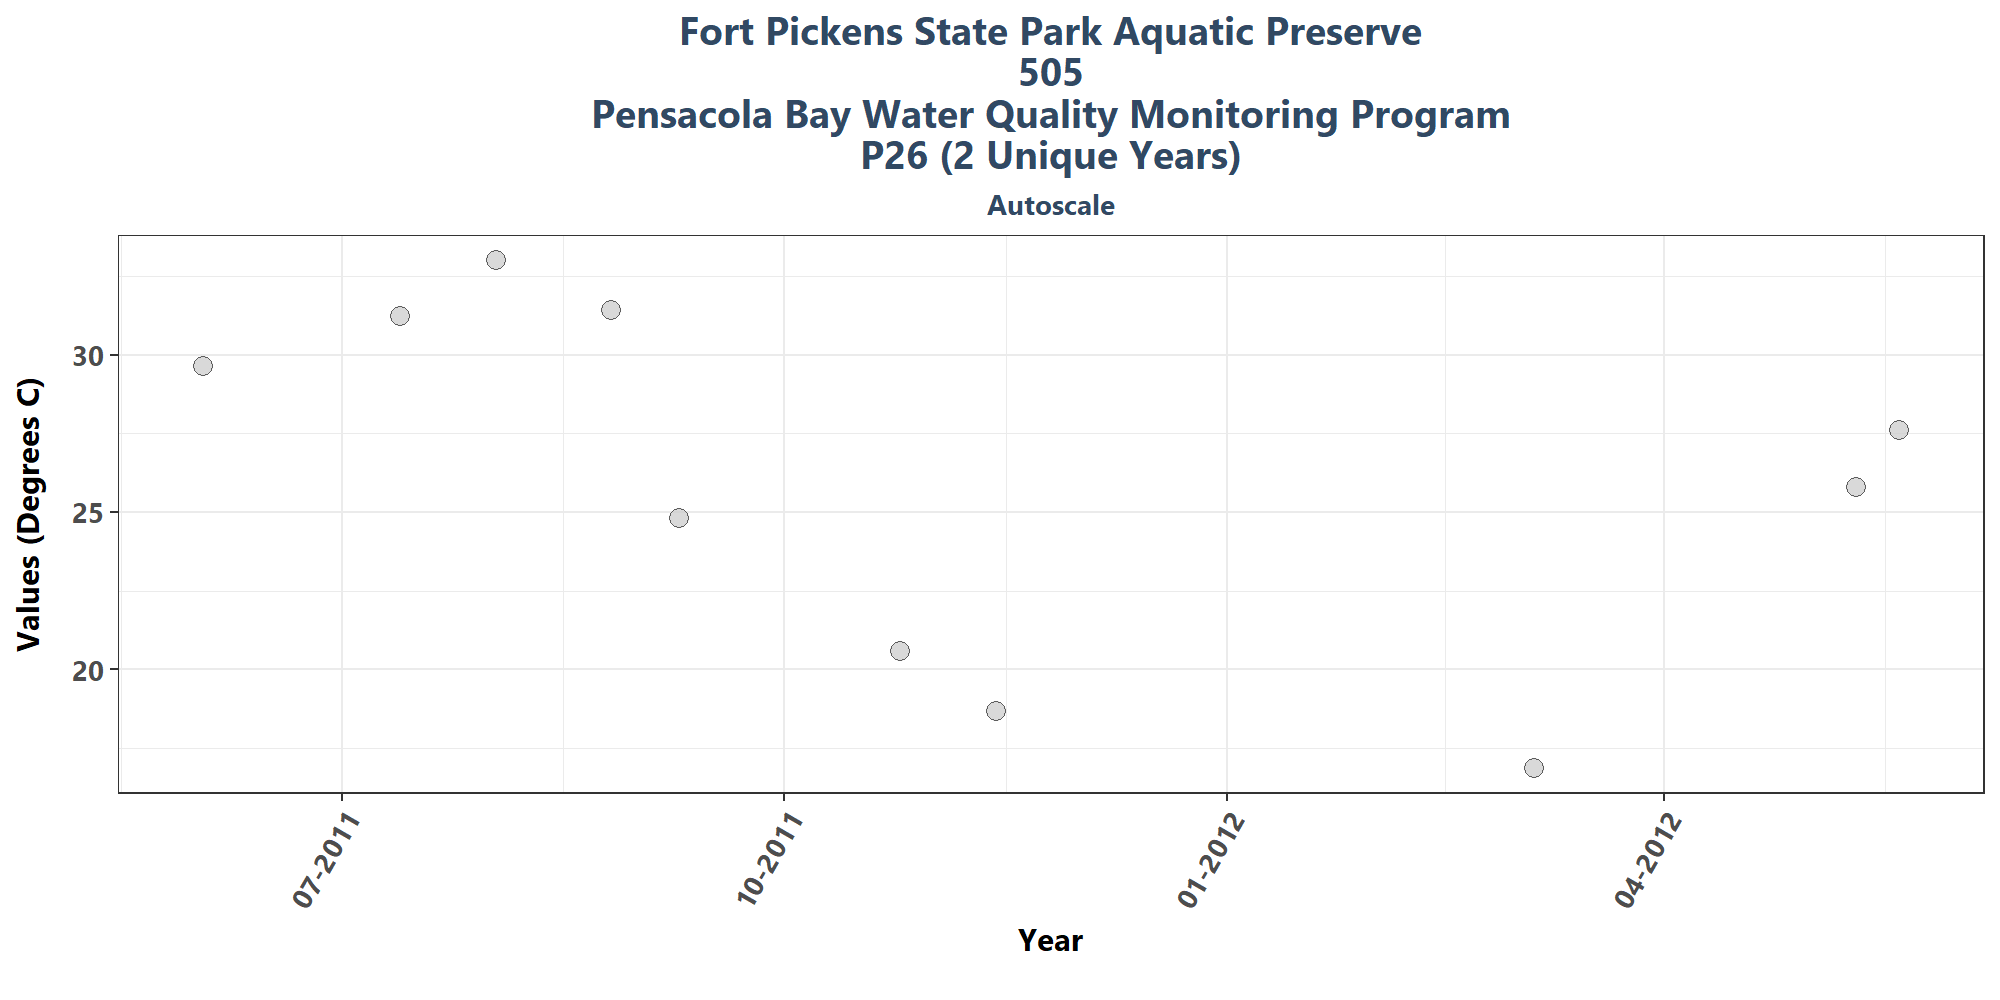 Fort Pickens State Park Aquatic Preserve
505
Pensacola Bay Water Quality Monitoring Program
P26 (2 Unique Years)
Autoscale
Values (Degrees C)
30
25
20
07-2011
10-2011
01-2012
04-2012
Year